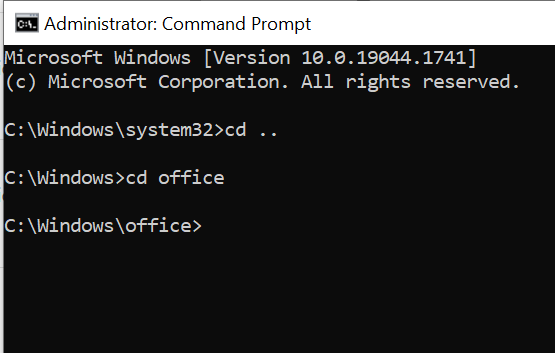 Administrator: Command Prompt
Microsoft Windows [Version 10.0.19044.1741]
(c) Microsoft Corporation. All rights reserved.
C:\Windows\system32>cd ..
C:\Windows>cd office
C:\Windows\office>